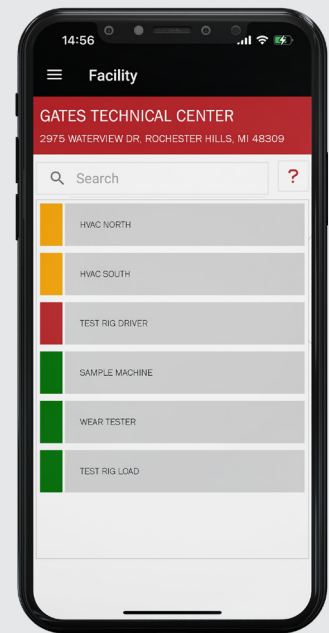 14:56
Facility
GATES TECHNICAL CENTER
2975 WATERVIEW DR, ROCHESTER HILLS, MI 48309
Search
?
HVAC NORTH
HVAC SOUTH
TEST RIG DRIVER
SAMPLE MACHINE
WEAR TESTER
TEST RIG LOAD